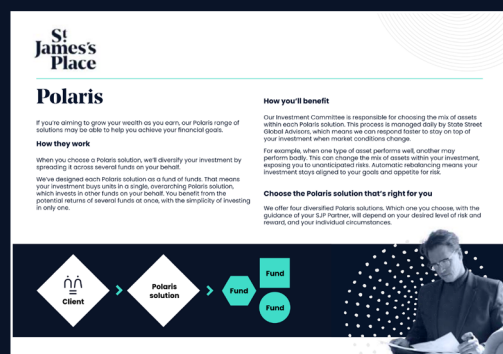 St
James's
Place
Polaris
If you're aiming to grow your wealth as you earn, our Polaris range of
solutions may be able to help you achieve your financial goals.
How they work
When you choose a Polaris solution, we'll diversify your investment by
spreading it across several funds on your behalf.
We've designed each Polaris solution as a fund of funds. That means
your investment buys units in a single, overarching Polaris solution,
which invests in other funds on your behalf. You benefit from the
potential returns of several funds at once, with the simplicity of investing
in only one.
How you'll benefit
Our Investment Committee is responsible for choosing the mix of assets
within each Polaris solution. This process is managed daily by State Street
Global Advisors, which means we can respond faster to stay on top of
your investment when market conditions change.
For example, when one type of asset performs well, another may
perform badly. This can change the mix of assets within your investment,
exposing you to unanticipated risks. Automatic rebalancing means your
investment stays aligned to your goals and appetite for risk.
Choose the Polaris solution that's right for you
We offer four diversified Polaris solutions. Which one you choose, with the
guidance of your SJP Partner, will depend on your desired level of risk and
reward, and your individual circumstances.
Client
Polaris
solution
Fund
Fund
Fund